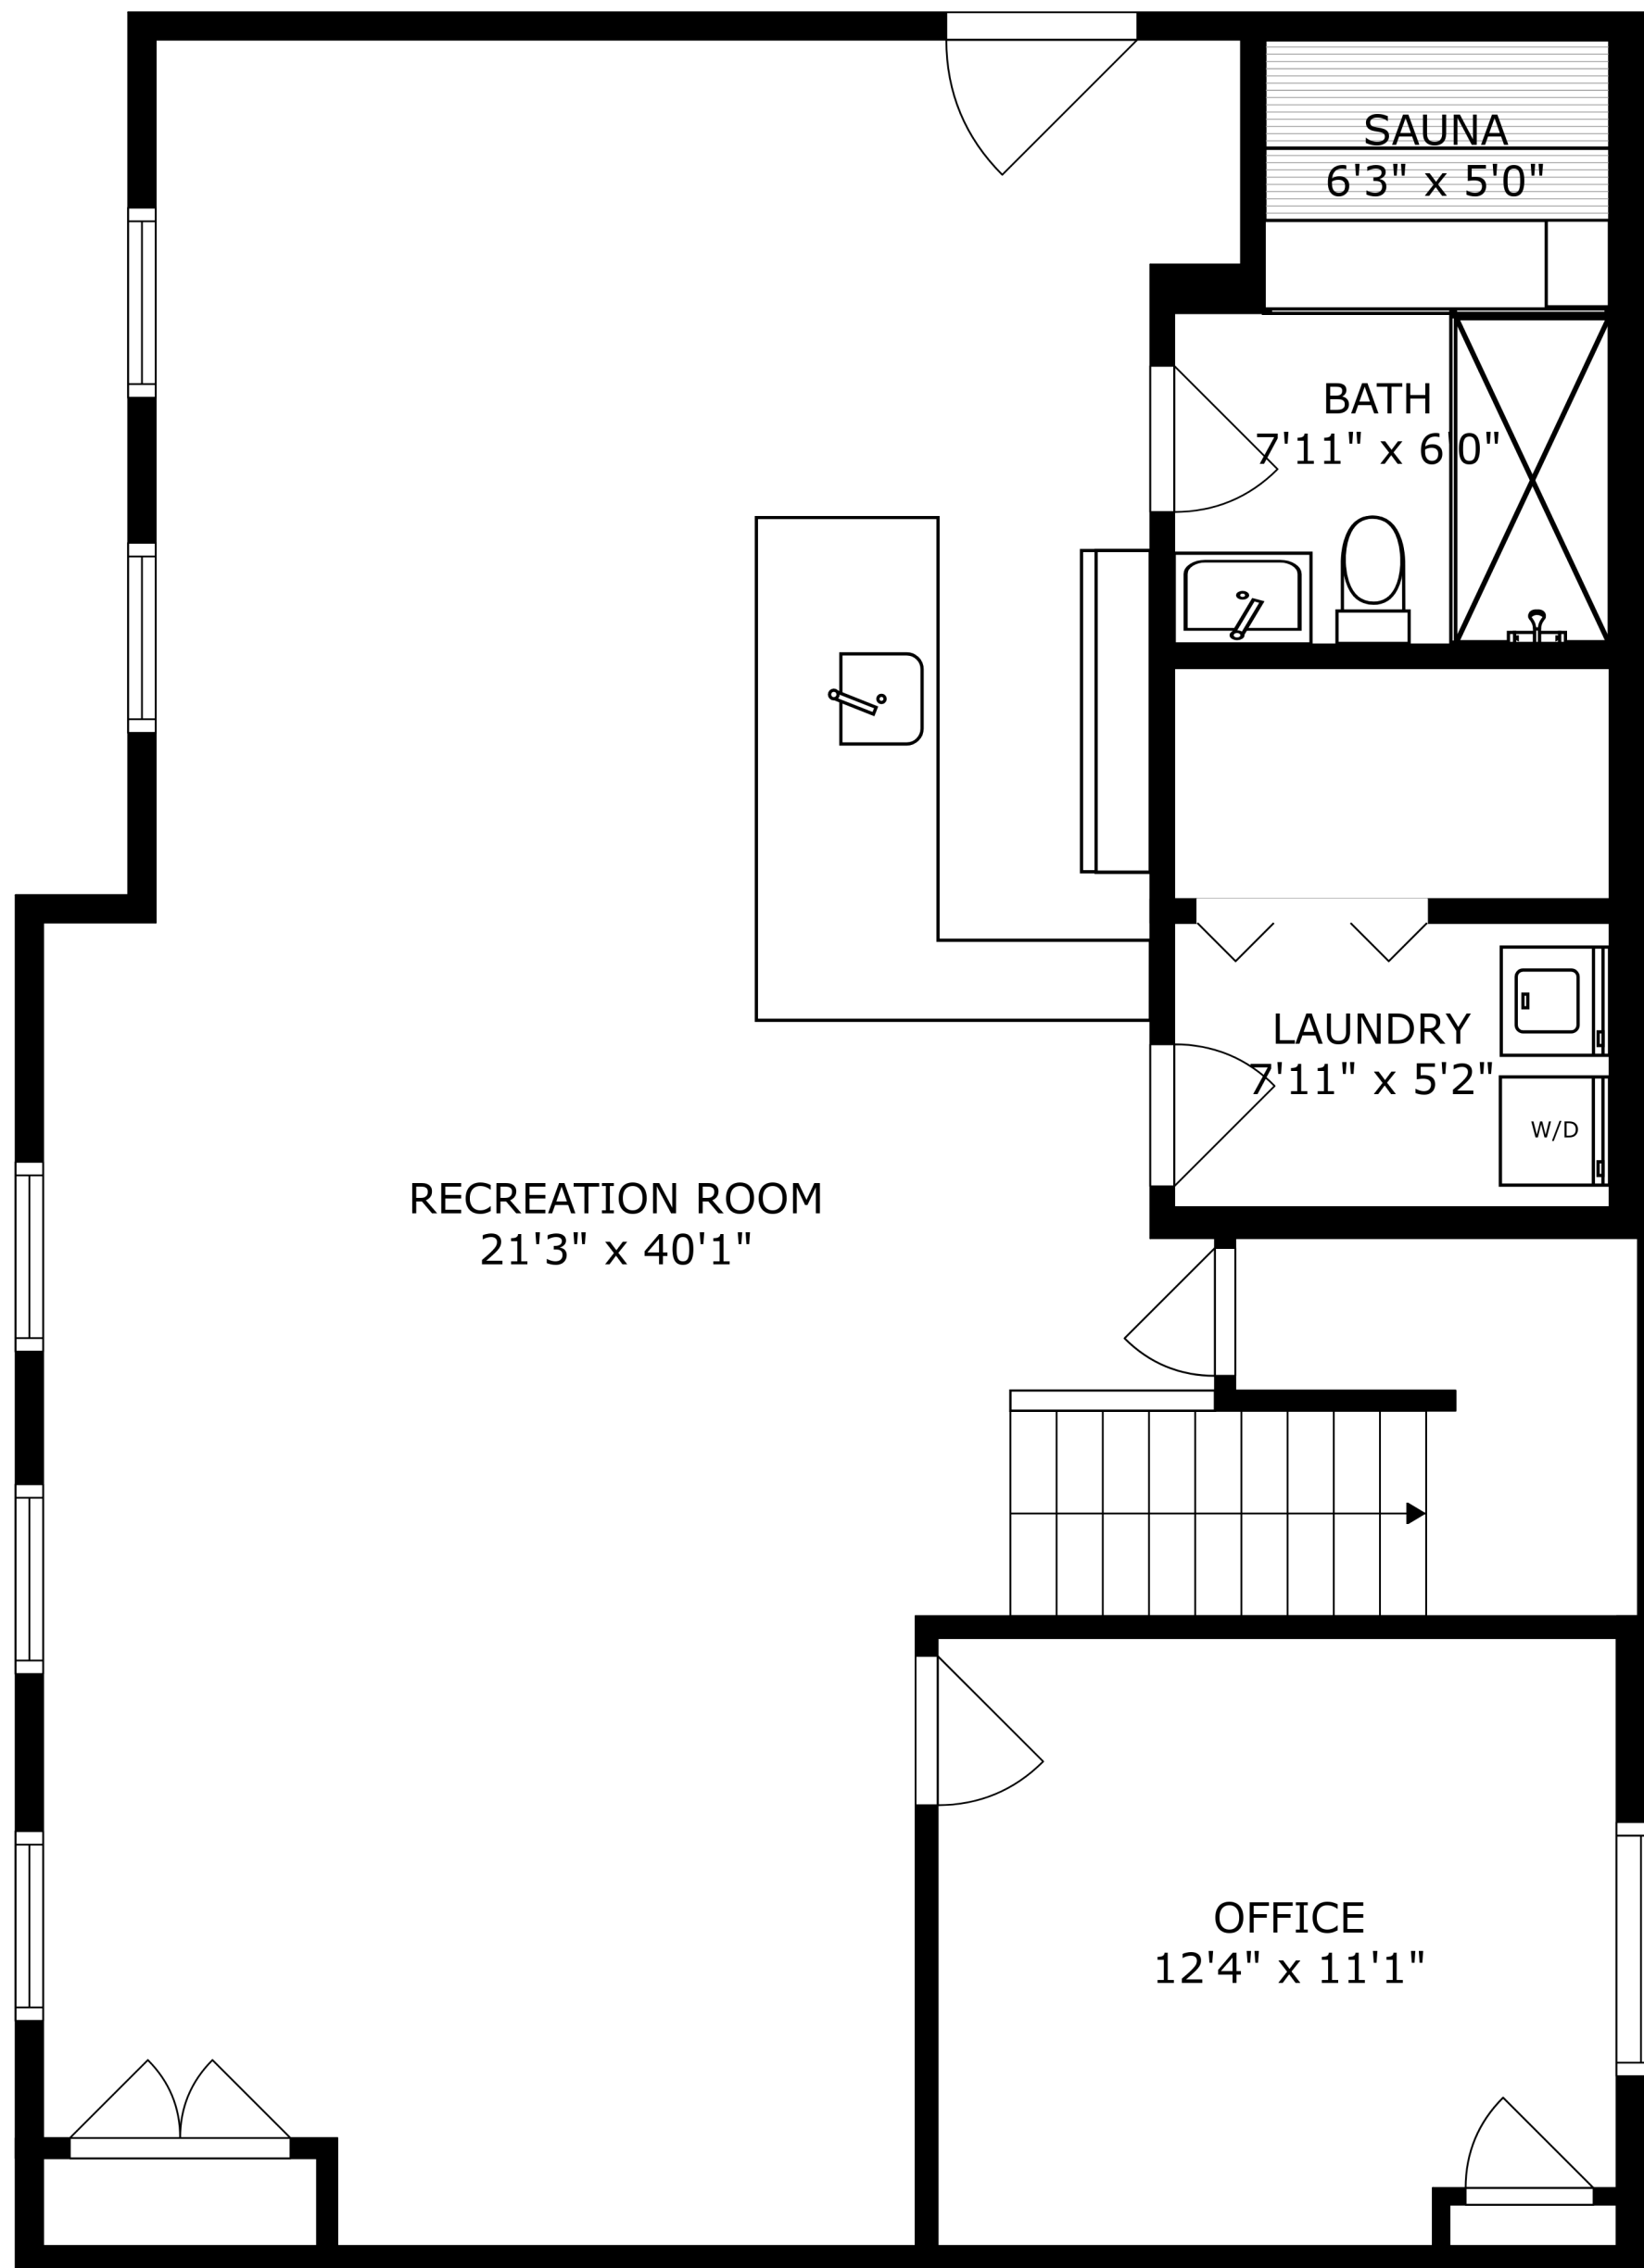 SAUNA
6'3" x 5'0"
BATH
7'11" x 6'0"
LAUNDRY
7'11" x 5'2"
W/D
RECREATION ROOM
21'3" x 40'1"
OFFICE
12'4" x 11'1"